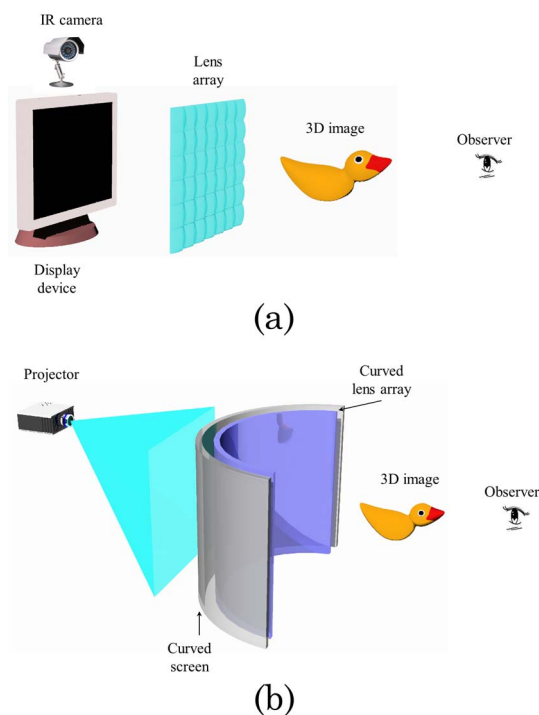 IR camera
Lens
array
3D image
Observer
Display
device
(a)
Projector
Curved
lens array
3D image
Observer
Curved
screen
(b)